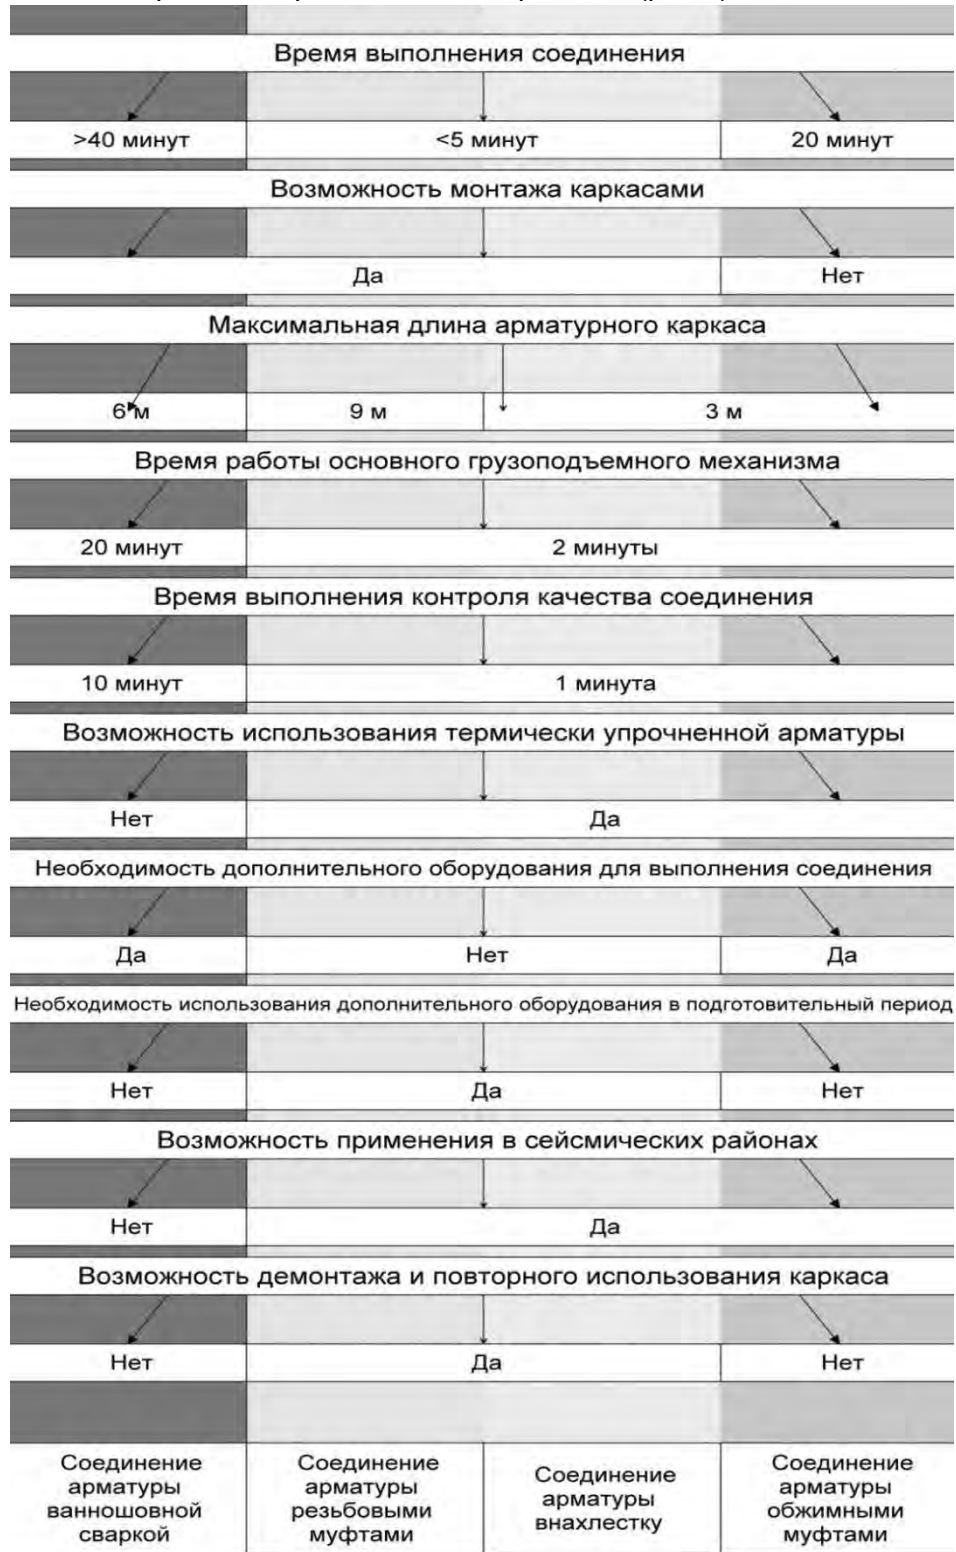 Время выполнения соединения
>40 минут <5 минут 20 минут
Возможность монтажа каркасами
Да Нет
Максимальная длина арматурного каркаса
6 м 9 м 3 м
Время работы основного грузоподъемного механизма
20 минут 2 минуты
Время выполнения контроля качества соединения
10 минут 1 минута
Возможность использования термически упрочненной арматуры
Нет Да
Необходимость дополнительного оборудования для выполнения соединения
Да Нет Да
Необходимость использования дополнительного оборудования в подготовительный период
Нет Да Нет
Возможность применения в сейсмических районах
Нет Да
Возможность демонтажа и повторного использования каркаса
Нет Да Нет
Соединение
арматуры
ванношовной
сваркой
Соединение
арматуры
резьбовыми
муфтами
Соединение
арматуры
внахлестку
Соединение
арматуры
обжимными
муфтами